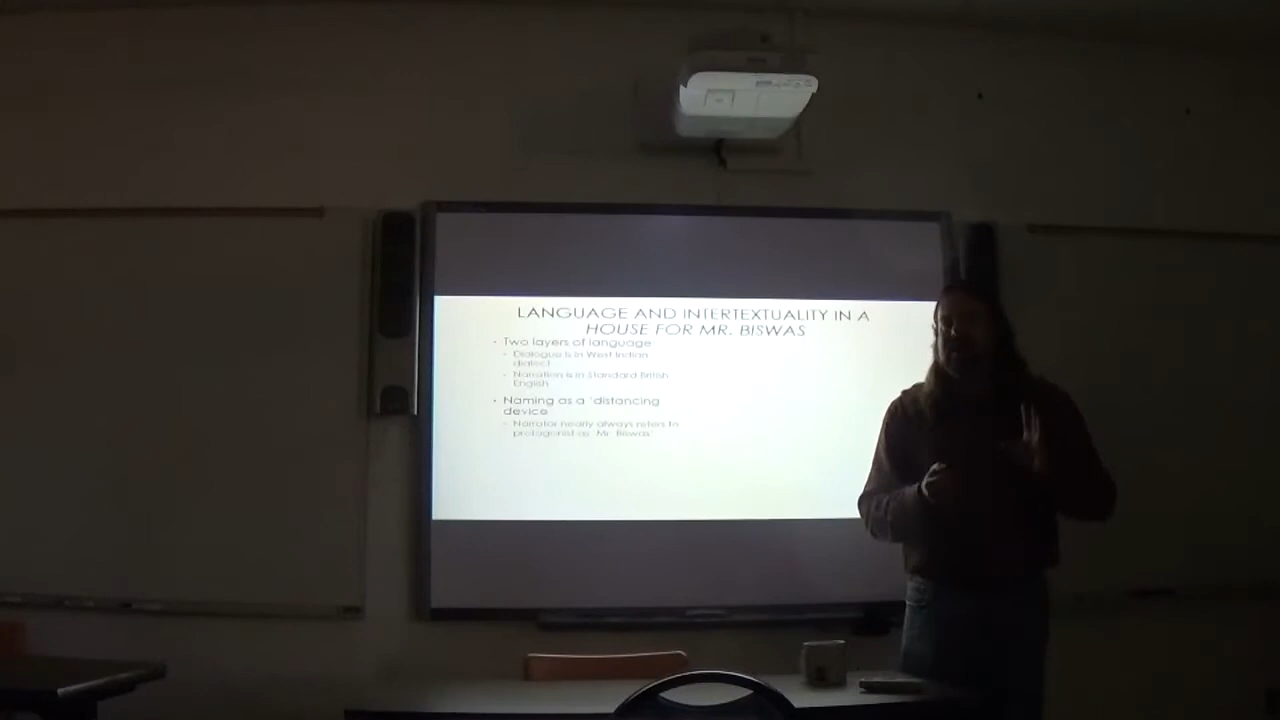 LANGUAGE AND INTERTEXTUALITY IN A
HOUSE FOR MR. BISWAS
- Two layers of language
- Dialogue is in West Indian
dialect
- Narration is in Standard British
English
- Naming as a 'distancing
device
- Narrator nearly always refers to
protagonist as 'Mr. Biswas'